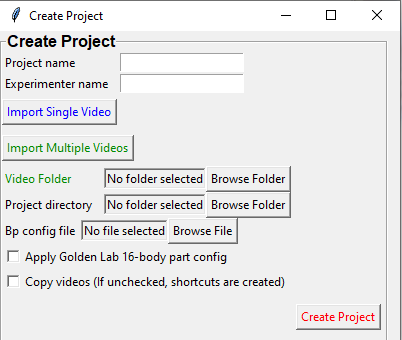 Create Project
Create Project
Project name
Experimenter name
Import Single Video
Import Multiple Videos
Video Folder No folder selected Browse Folder
Project directory No folder selected Browse Folder
Bp config file No file selected Browse File
Apply Golden Lab 16-body part config
Copy videos (If unchecked, shortcuts are created)
Create Project